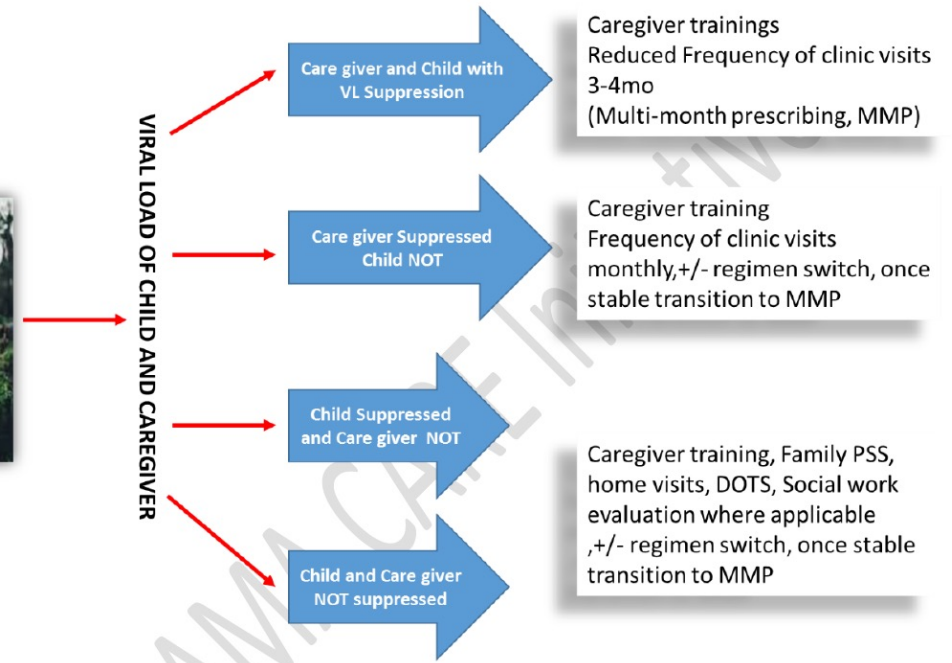 VIRAL LOAD OF CHILD AND CAREGIVER
Care giver and Child with
VL Suppression
Caregiver trainings
Reduced Frequency of clinic visits
3-4mo
(Multi-month prescribing, MMP)
Care giver Suppressed
Child NOT
Caregiver training
Frequency of clinic visits
monthly,+/- regimen switch, once
stable transition to MMP
Child Suppressed
and Care giver NOT
Child and Care giver
NOT suppressed
Caregiver training, Family PSS,
home visits, DOTS, Social work
evaluation where applicable
,+/- regimen switch, once stable
transition to MMP